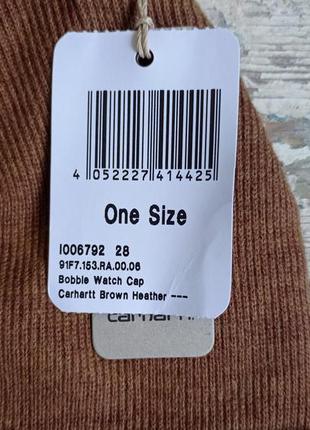 4 052227 414425
One Size
I006792 28
91F7.153.RA.00.06
Bobble Watch Cap
Carhartt Brown Heather ---